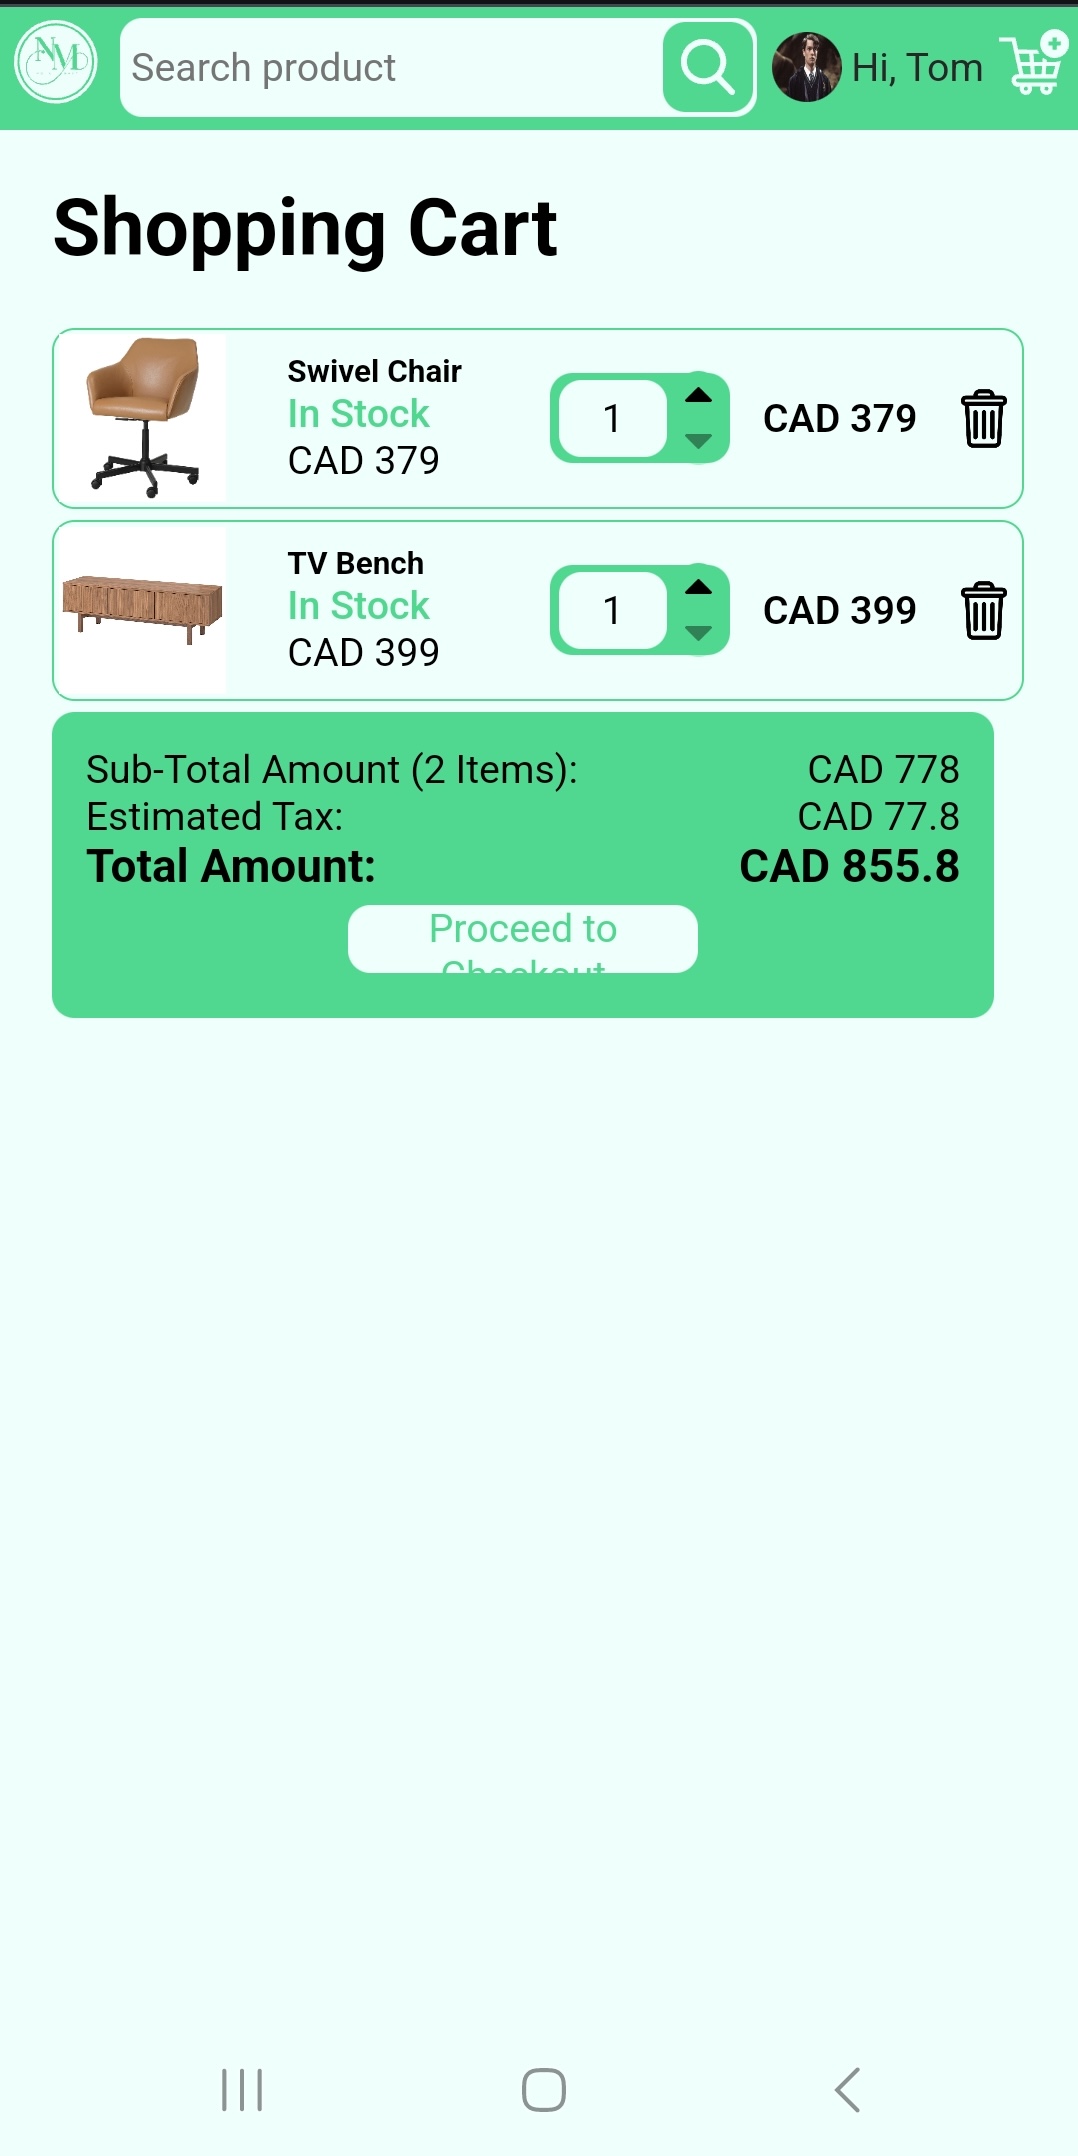 NM
Search product
Hi, Tom
Shopping Cart
Swivel Chair
In Stock
CAD 379
1
CAD 379
TV Bench
In Stock
CAD 399
1
CAD 399
Sub-Total Amount (2 Items): CAD 778
Estimated Tax: CAD 77.8
Total Amount: CAD 855.8
Proceed to
Checkout